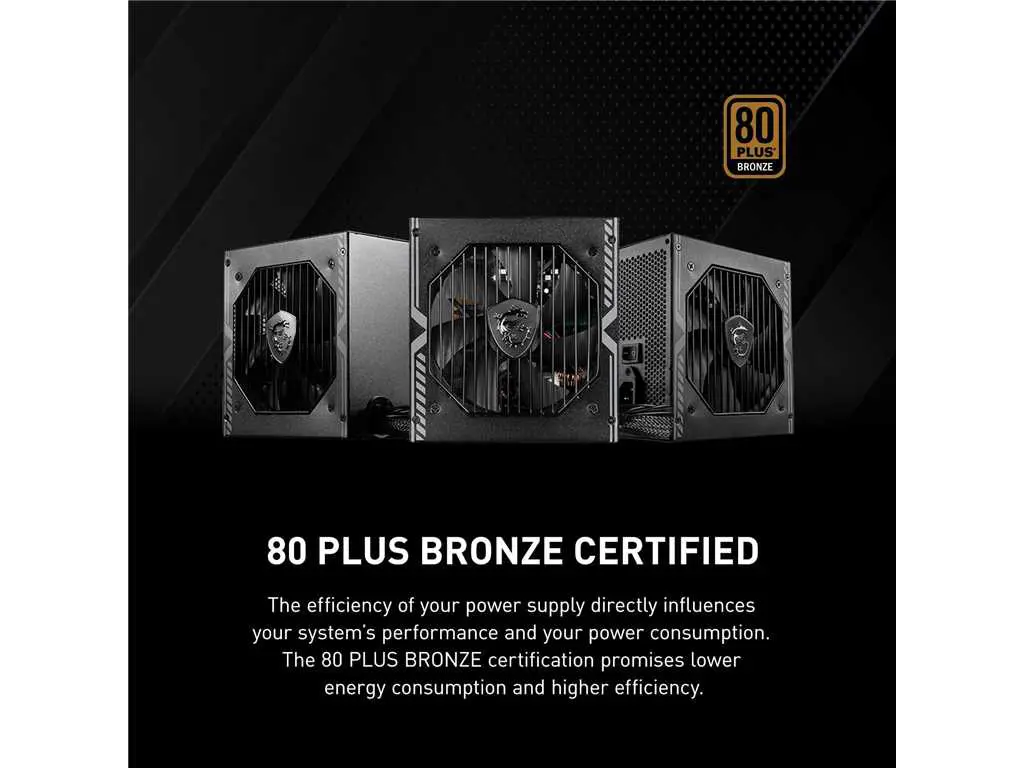 80
PLUS
BRONZE
80 PLUS BRONZE CERTIFIED
The efficiency of your power supply directly influences
your system's performance and your power consumption.
The 80 PLUS BRONZE certification promises lower
energy consumption and higher efficiency.